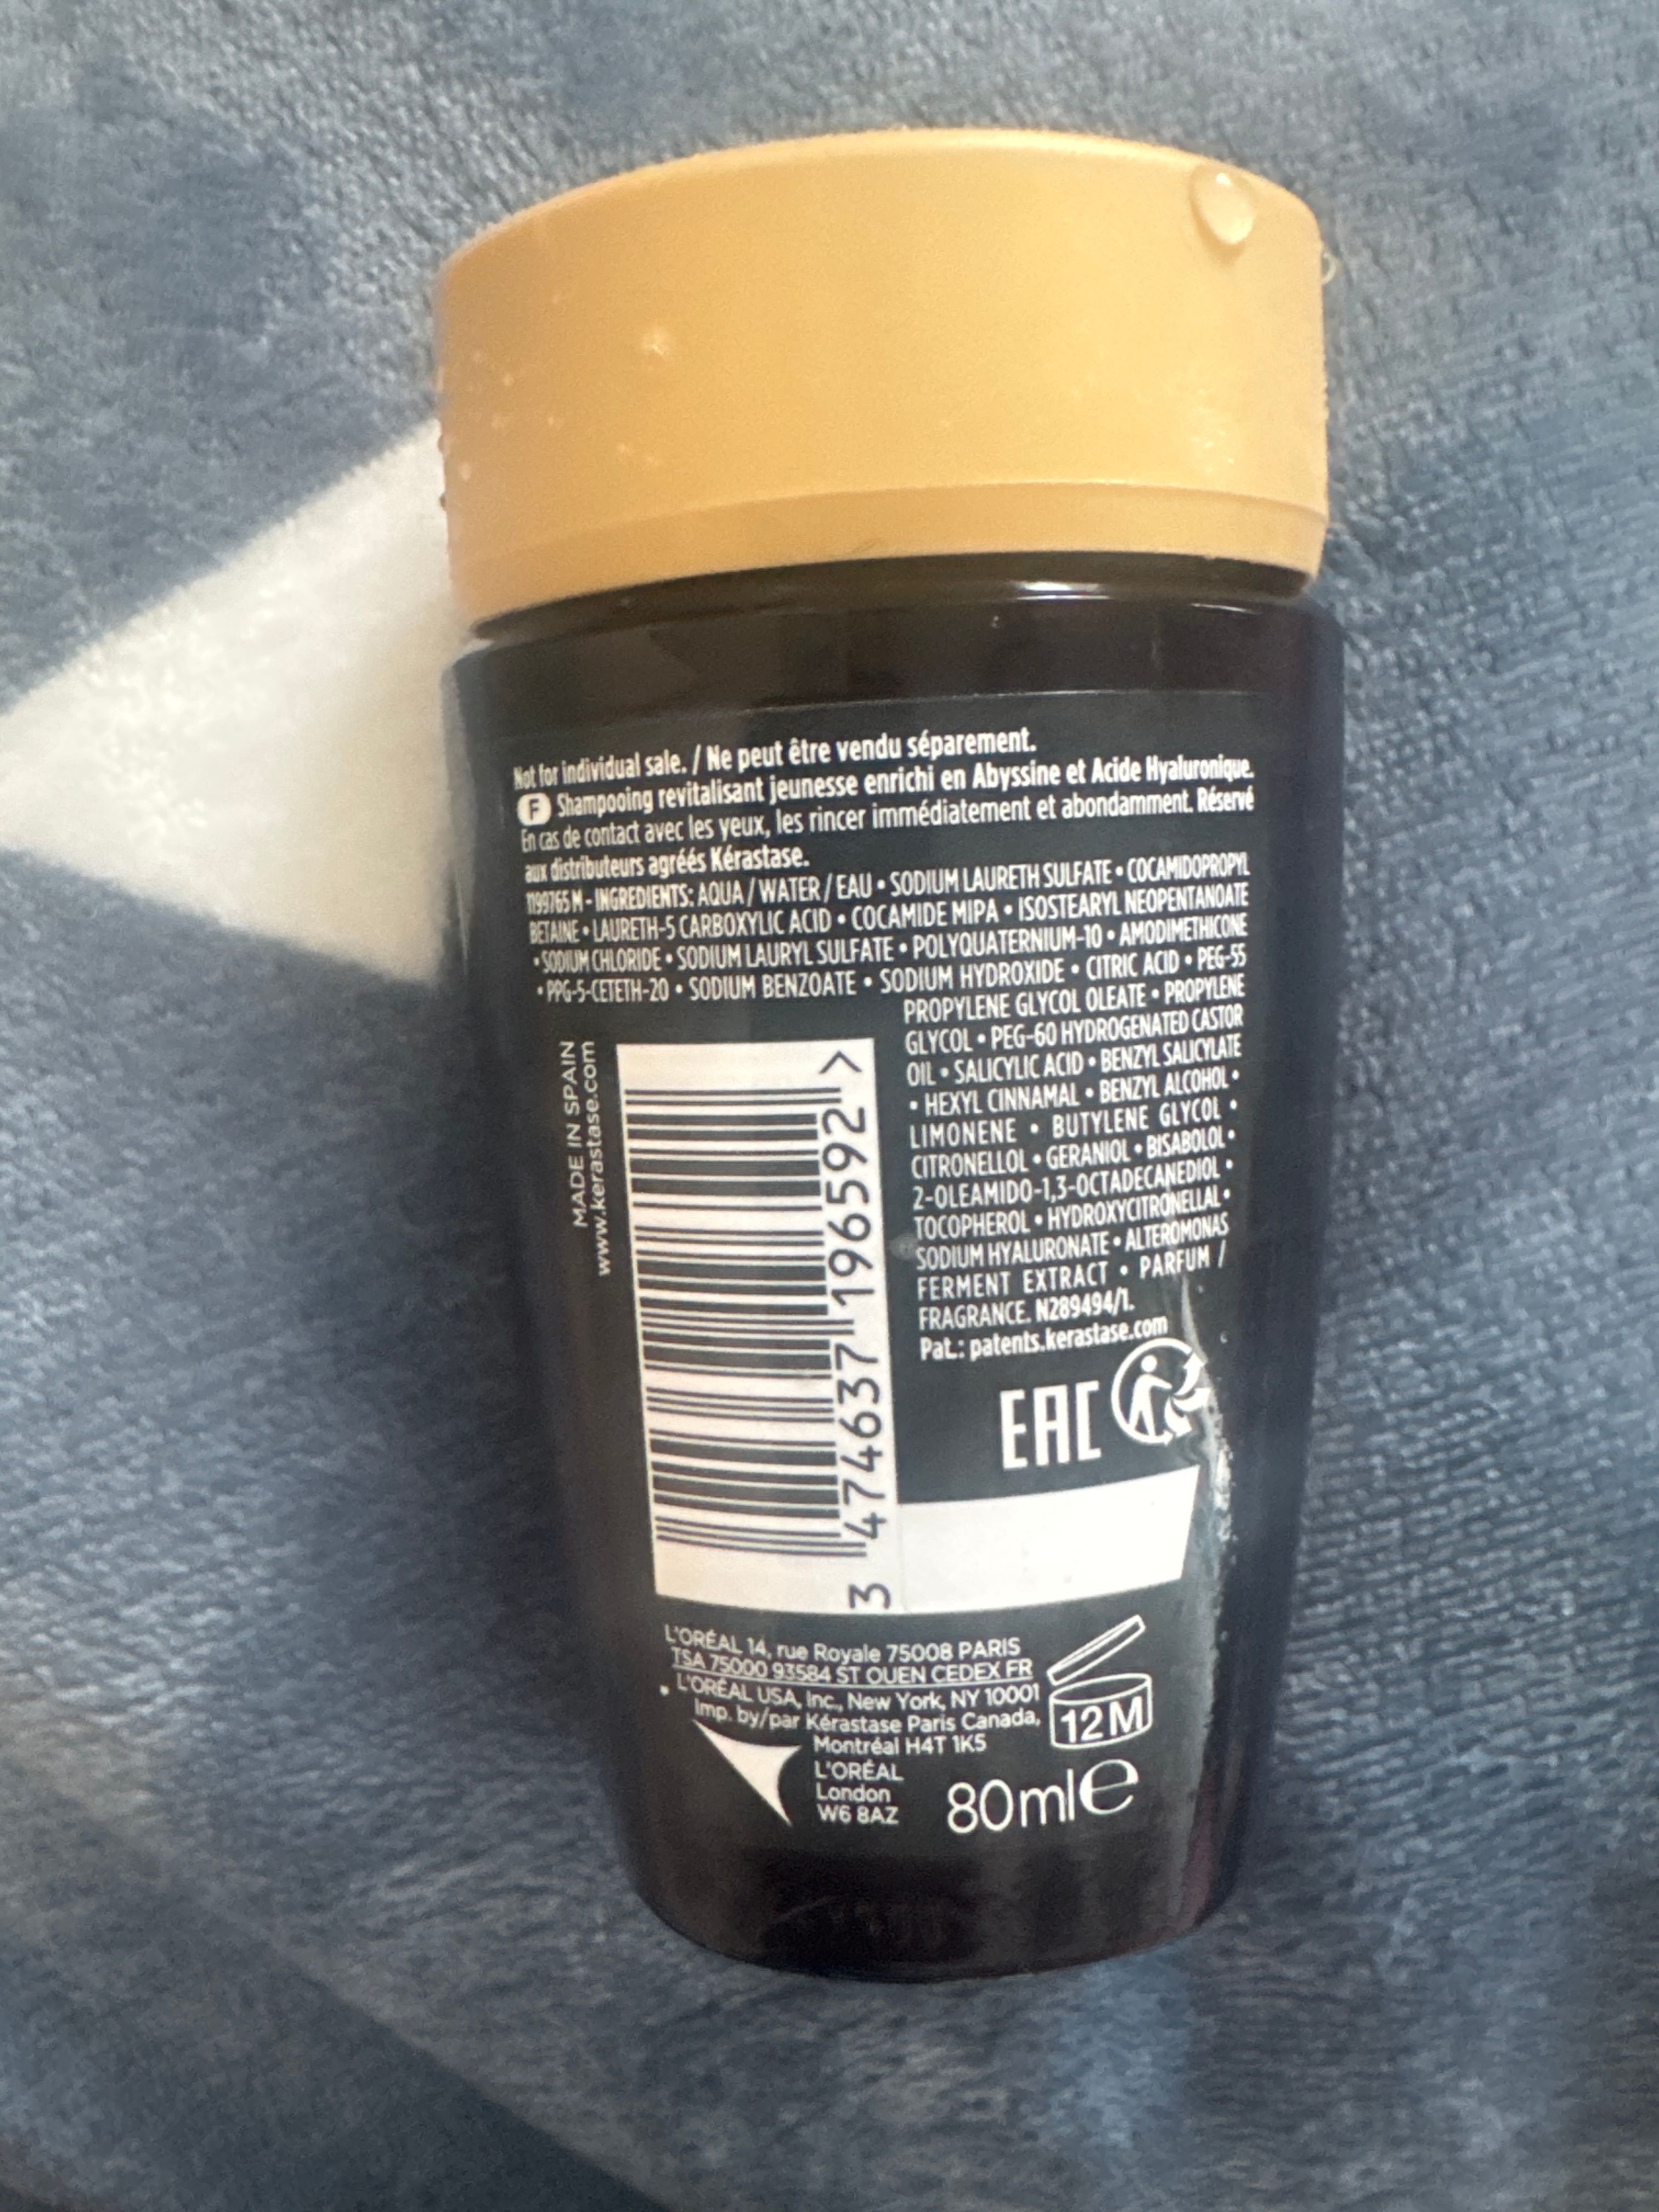 Not for individual sale. / Ne peut être vendu séparement.
F Shampooing revitalisant jeunesse enrichi en Abyssine et Acide Hyaluronique.
En cas de contact avec les yeux, les rincer immédiatement et abondamment. Réservé
aux distributeurs agréés Kérastase.
1199765 M - INGREDIENTS: AQUA / WATER / EAU • SODIUM LAURETH SULFATE • COCAMIDOPROPYL
BETAINE • LAURETH-5 CARBOXYLIC ACID • COCAMIDE MIPA • ISOSTEARYL NEOPENTANOATE
• SODIUM CHLORIDE • SODIUM LAURYL SULFATE • POLYQUATERNIUM-10 • AMODIMETHICONE
• PPG-5-CETETH-20 • SODIUM BENZOATE • SODIUM HYDROXIDE • CITRIC ACID • PEG-55
PROPYLENE GLYCOL OLEATE • PROPYLENE
GLYCOL • PEG-60 HYDROGENATED CASTOR
OIL • SALICYLIC ACID • BENZYL SALICYLATE
• HEXYL CINNAMAL • BENZYL ALCOHOL •
LIMONENE • BUTYLENE GLYCOL •
CITRONELLOL • GERANIOL • BISABOLOL •
2-OLEAMIDO-1,3-OCTADECANEDIOL •
TOCOPHEROL • HYDROXYCITRONELLAL •
SODIUM HYALURONATE • ALTEROMONAS
FERMENT EXTRACT • PARFUM /
FRAGRANCE. N289494/1.
Pat.: patents.kerastase.com
MADE IN SPAIN
www.kerastase.com
3 474637 196592 >
EAC
L'ORÉAL 14, rue Royale 75008 PARIS
TSA 75000 93584 ST OUEN CEDEX FR
• L'ORÉAL USA, Inc., New York, NY 10001
Imp. by/par Kérastase Paris Canada,
Montréal H4T 1K5
L'ORÉAL
London
W6 8AZ
12M
80ml e